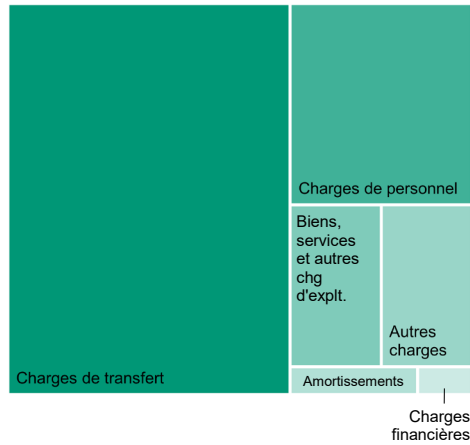 Charges de transfert
Charges de personnel
Biens,
services
et autres
chg
d'explt.
Autres
charges
Amortissements
Charges
financières